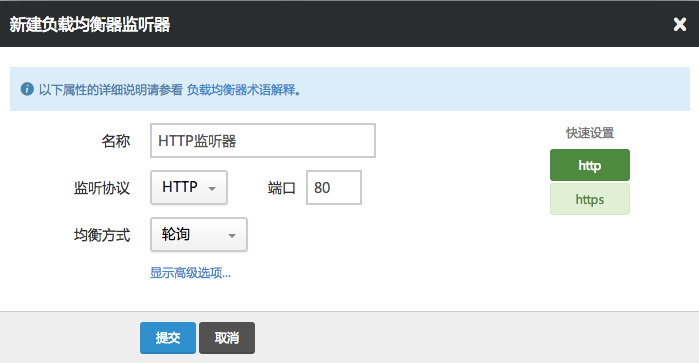 新建负载均衡器监听器
以下属性的详细说明请参看 负载均衡器术语解释。
名称 HTTP监听器
监听协议 HTTP 端口 80
均衡方式 轮询
显示高级选项...
快速设置
http
https
提交 取消